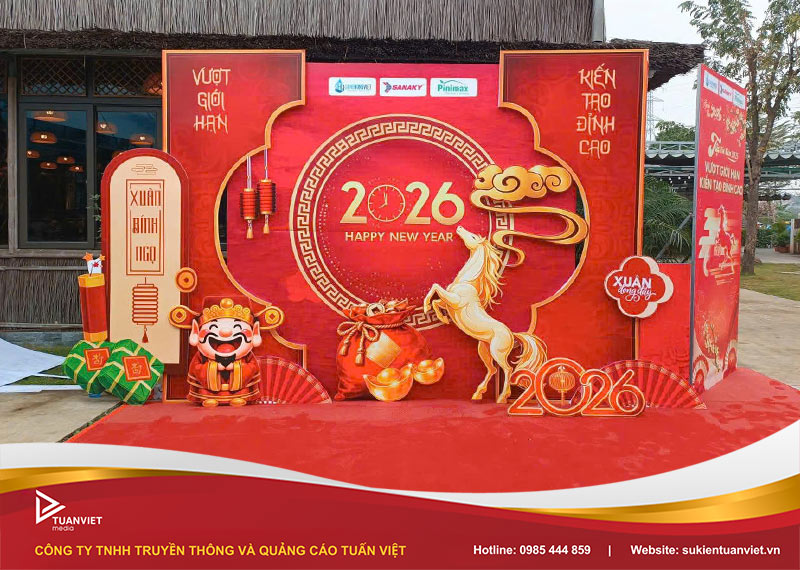 VƯỢT
GIỚI
HẠN
SANAKY
Pinimax
KIẾN
TẠO
ĐỈNH
CAO
2026
HAPPY NEW YEAR
XUÂN
BÍNH
NGỌ
XUÂN
đong đầy
2026
VƯỢT GIỚI HẠN
KIẾN TẠO ĐỈNH CAO
TUANVIET
media
CÔNG TY TNHH TRUYỀN THÔNG VÀ QUẢNG CÁO TUẤN VIỆT
Hotline: 0985 444 859 | Website: sukientuanviet.vn